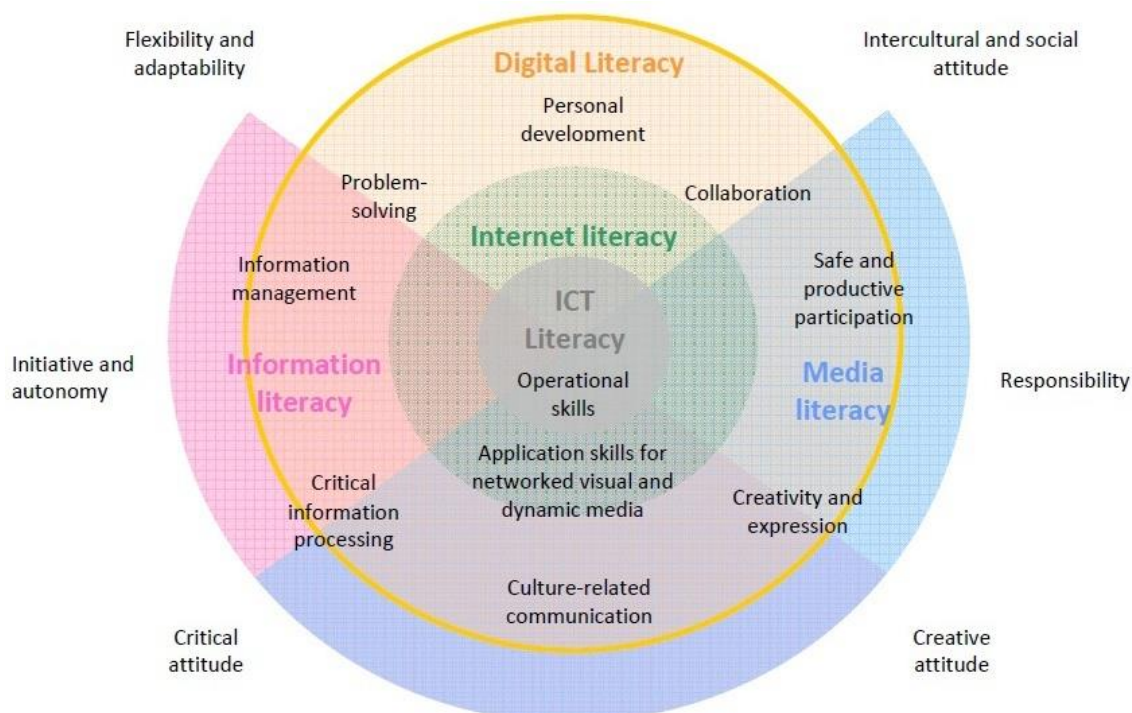 Flexibility and
adaptability
Intercultural and social
attitude
Digital Literacy
Personal
development
Problem-
solving
Collaboration
Internet literacy
Information
management
Safe and
productive
participation
ICT
Literacy
Initiative and
autonomy
Information
literacy
Operational
skills
Media
literacy
Responsibility
Application skills for
networked visual and
dynamic media
Critical
information
processing
Creativity and
expression
Culture-related
communication
Critical
attitude
Creative
attitude